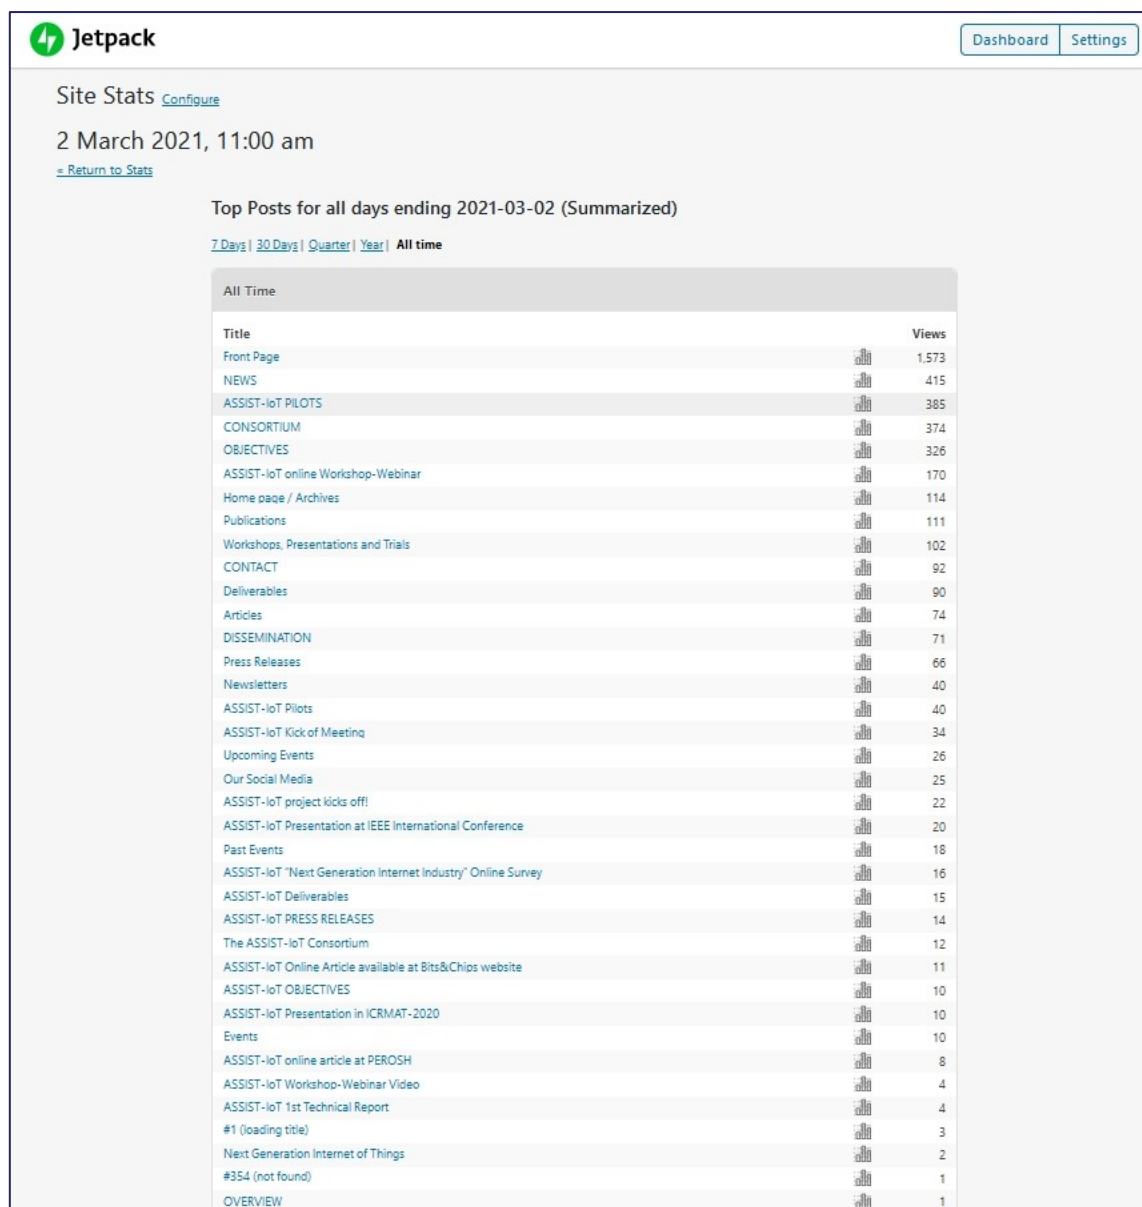 Jetpack
Dashboard Settings
Site Stats Configure
2 March 2021, 11:00 am
« Return to Stats
Top Posts for all days ending 2021-03-02 (Summarized)
7 Days | 30 Days | Quarter | Year | All time
All Time
Title Views
Front Page 1,573
NEWS 415
ASSIST-IoT PILOTS 385
CONSORTIUM 374
OBJECTIVES 326
ASSIST-IoT online Workshop-Webinar 170
Home page / Archives 114
Publications 111
Workshops, Presentations and Trials 102
CONTACT 92
Deliverables 90
Articles 74
DISSEMINATION 71
Press Releases 66
Newsletters 40
ASSIST-IoT Pilots 40
ASSIST-IoT Kick of Meeting 34
Upcoming Events 26
Our Social Media 25
ASSIST-IoT project kicks off! 22
ASSIST-IoT Presentation at IEEE International Conference 20
Past Events 18
ASSIST-IoT "Next Generation Internet Industry" Online Survey 16
ASSIST-IoT Deliverables 15
ASSIST-IoT PRESS RELEASES 14
The ASSIST-IoT Consortium 12
ASSIST-IoT Online Article available at Bits&Chips website 11
ASSIST-IoT OBJECTIVES 10
ASSIST-IoT Presentation in ICRMAT-2020 10
Events 10
ASSIST-IoT online article at PEROSH 8
ASSIST-IoT Workshop-Webinar Video 4
ASSIST-IoT 1st Technical Report 4
#1 (loading title) 3
Next Generation Internet of Things 2
#354 (not found) 1
OVERVIEW 1